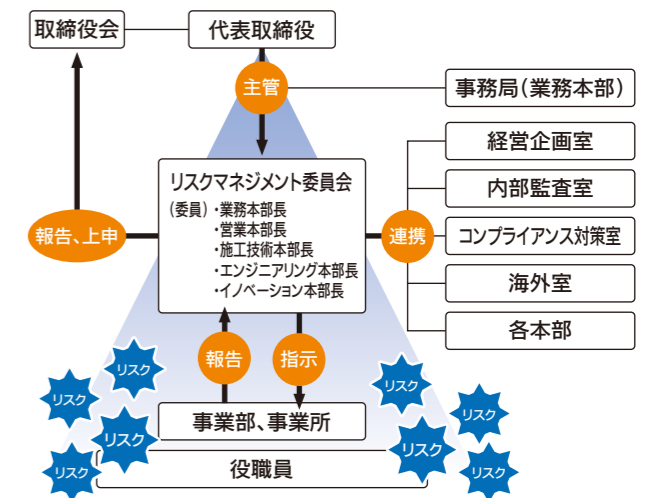 取締役会
代表取締役
主管
事務局(業務本部)
経営企画室
内部監査室
コンプライアンス対策室
海外室
各本部
リスクマネジメント委員会
(委員)・業務本部長
・営業本部長
・施工技術本部長
・エンジニアリング本部長
・イノベーション本部長
報告、上申
連携
報告
指示
リスク
リスク
リスク
リスク
リスク
リスク
リスク
リスク
事業部、事業所
役職員